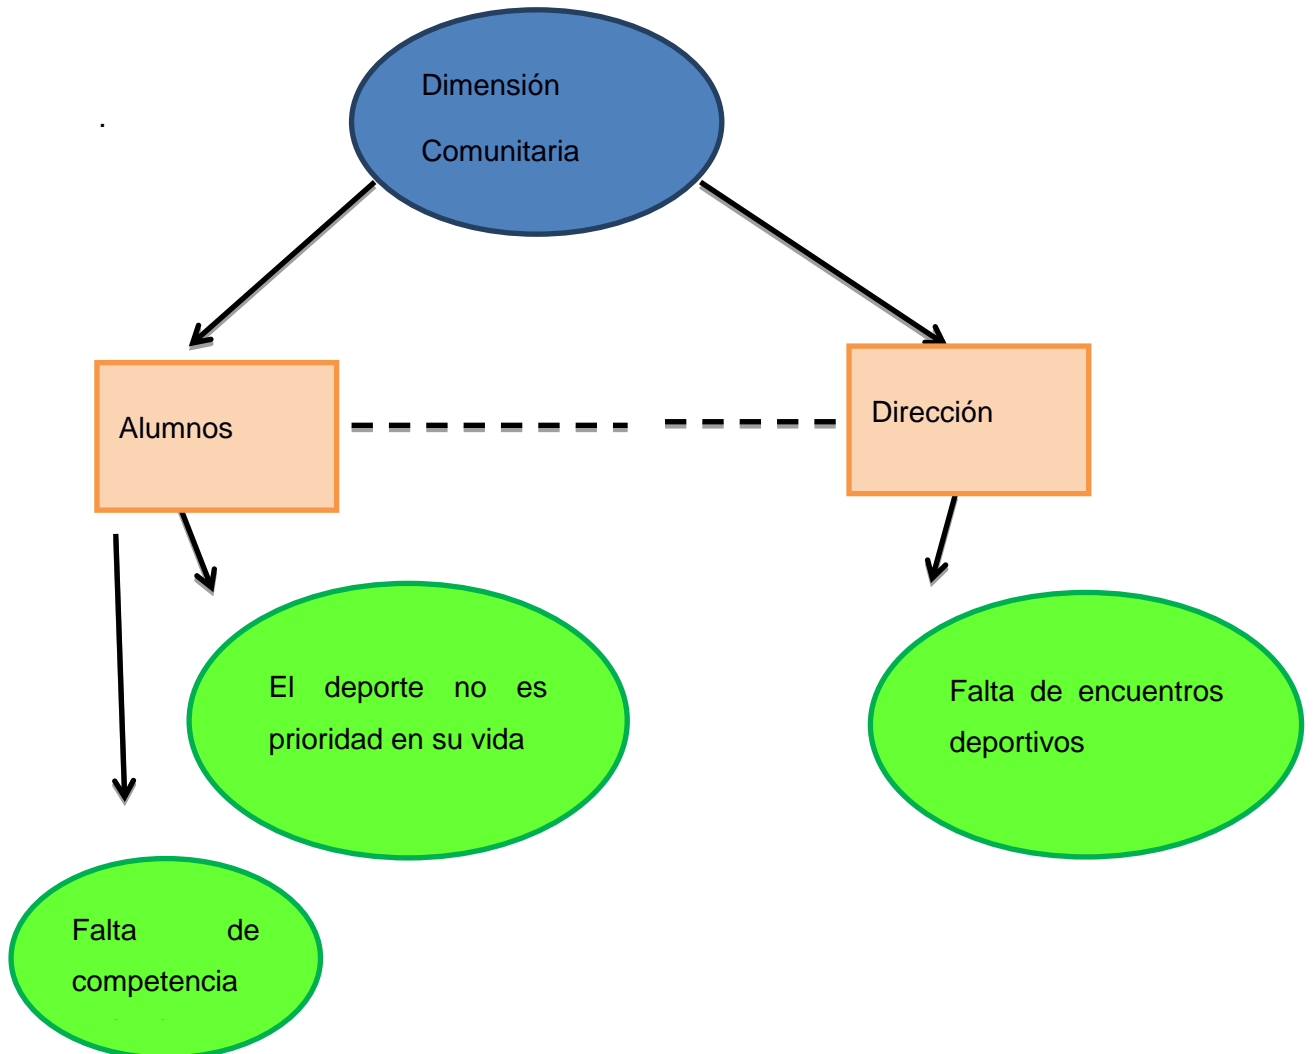 Dimensión
Comunitaria
.
Alumnos
Dirección
El deporte no es
prioridad en su vida
Falta de encuentros
deportivos
Falta de
competencia